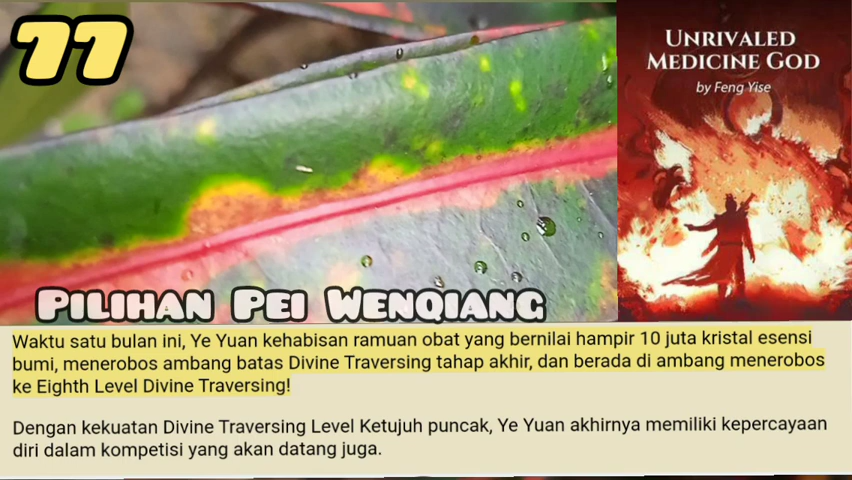 77
UNRIVALED
MEDICINE GOD
by Feng Yise
PILIHAN PEI WENQIANG
Waktu satu bulan ini, Ye Yuan kehabisan ramuan obat yang bernilai hampir 10 juta kristal esensi
bumi, menerobos ambang batas Divine Traversing tahap akhir, dan berada di ambang menerobos
ke Eighth Level Divine Traversing!
Dengan kekuatan Divine Traversing Level Ketujuh puncak, Ye Yuan akhirnya memiliki kepercayaan
diri dalam kompetisi yang akan datang juga.